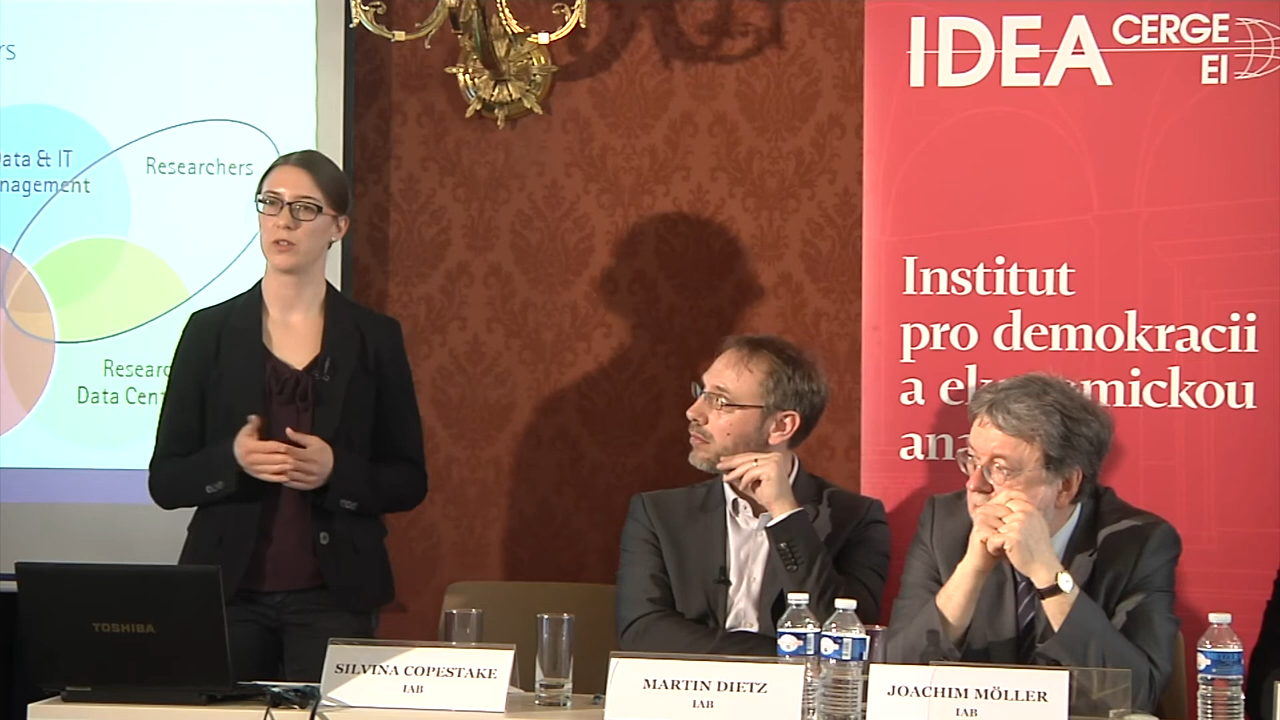 rs
ata & IT
nagement
Researchers
Researc
Data Cent
IDEA CERGE
EI
Institut
pro demokracii
a ek mickou
ana
TOSHIBA
SILVINA COPESTAKE
IAB
MARTIN DIETZ
IAB
JOACHIM MÖLLER
IAB